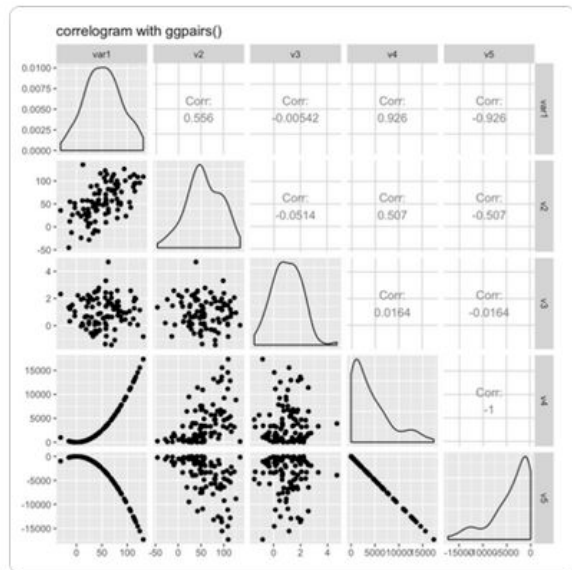 correlogram with ggpairs()
var1 v2 v3 v4 v5
0.0100
0.0075
0.0050
0.0025
0.0000
Corr:
0.556
Corr:
-0.00542
Corr:
0.926
Corr:
-0.926
var1
100
50
0
-50
Corr:
-0.0514
Corr:
0.507
Corr:
-0.507
v2
4
2
0
Corr:
0.0164
Corr:
-0.0164
v3
15000
10000
5000
0
Corr:
-1
v4
0
-5000
-10000
-15000
v5
0 50 100 -50 0 50 100 0 2 4 0 5000 10000 15000 -15000 -10000 -5000 0